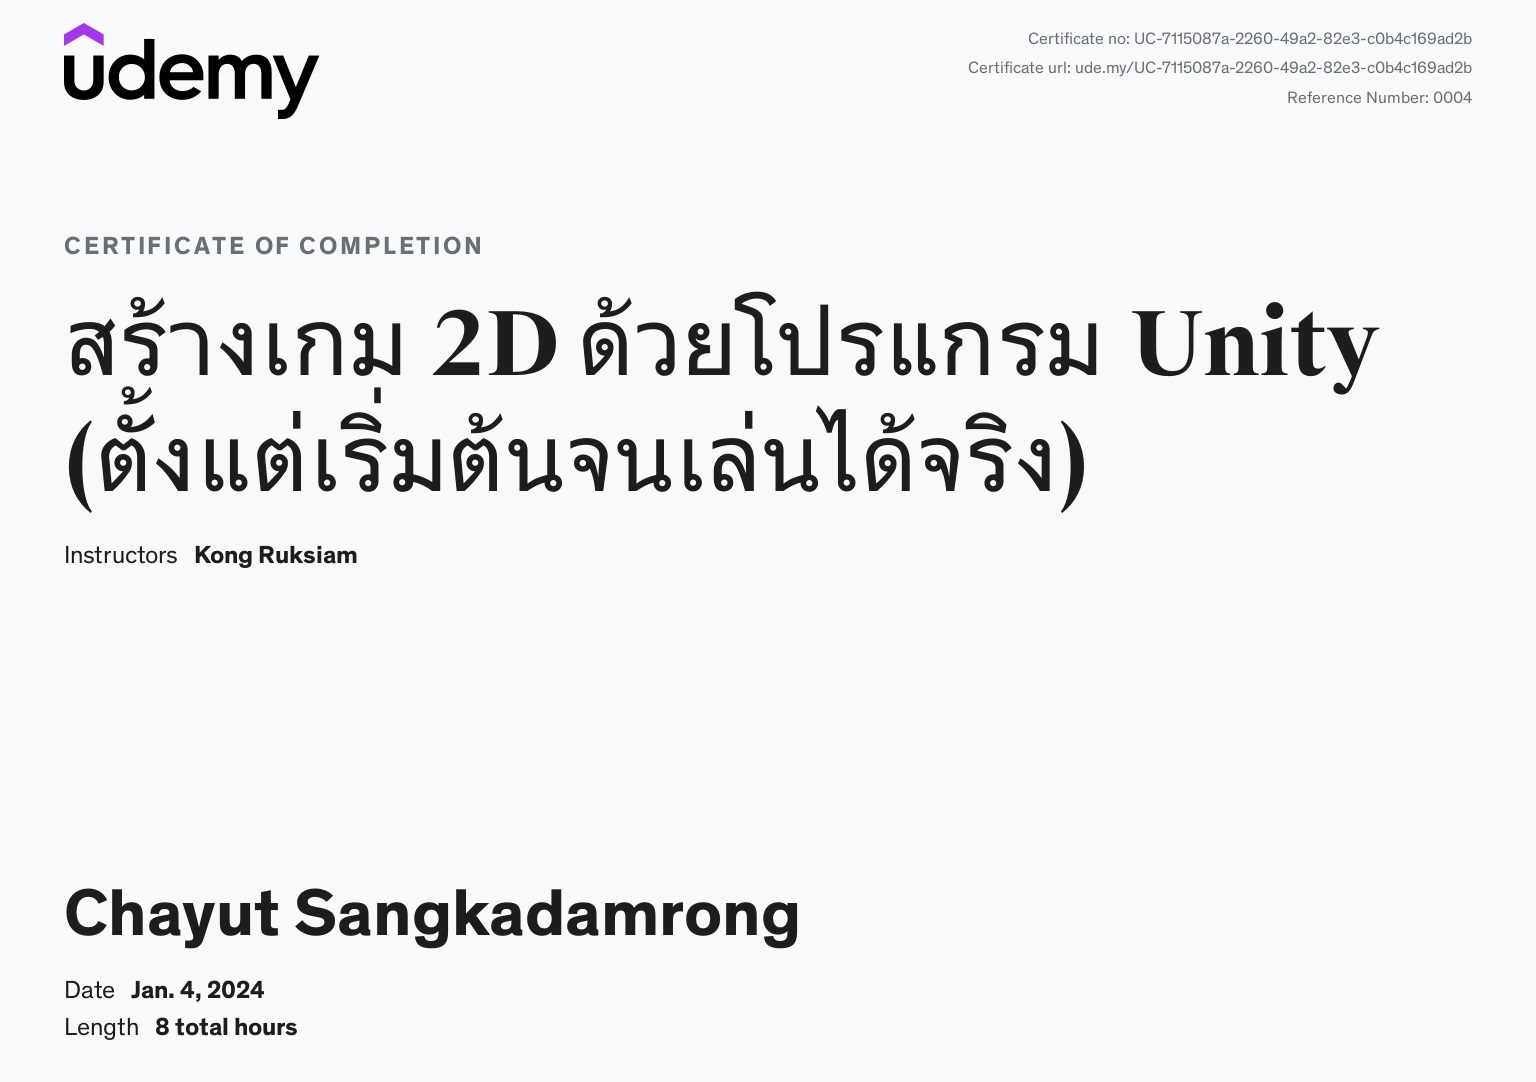 udemy
Certificate no: UC-7115087a-2260-49a2-82e3-c0b4c169ad2b
Certificate url: ude.my/UC-7115087a-2260-49a2-82e3-c0b4c169ad2b
Reference Number: 0004
CERTIFICATE OF COMPLETION
สร้างเกม 2D ด้วยโปรแกรม Unity
(ตั้งแต่เริ่มต้นจนเล่นได้จริง)
Instructors Kong Ruksiam
Chayut Sangkadamrong
Date Jan. 4, 2024
Length 8 total hours